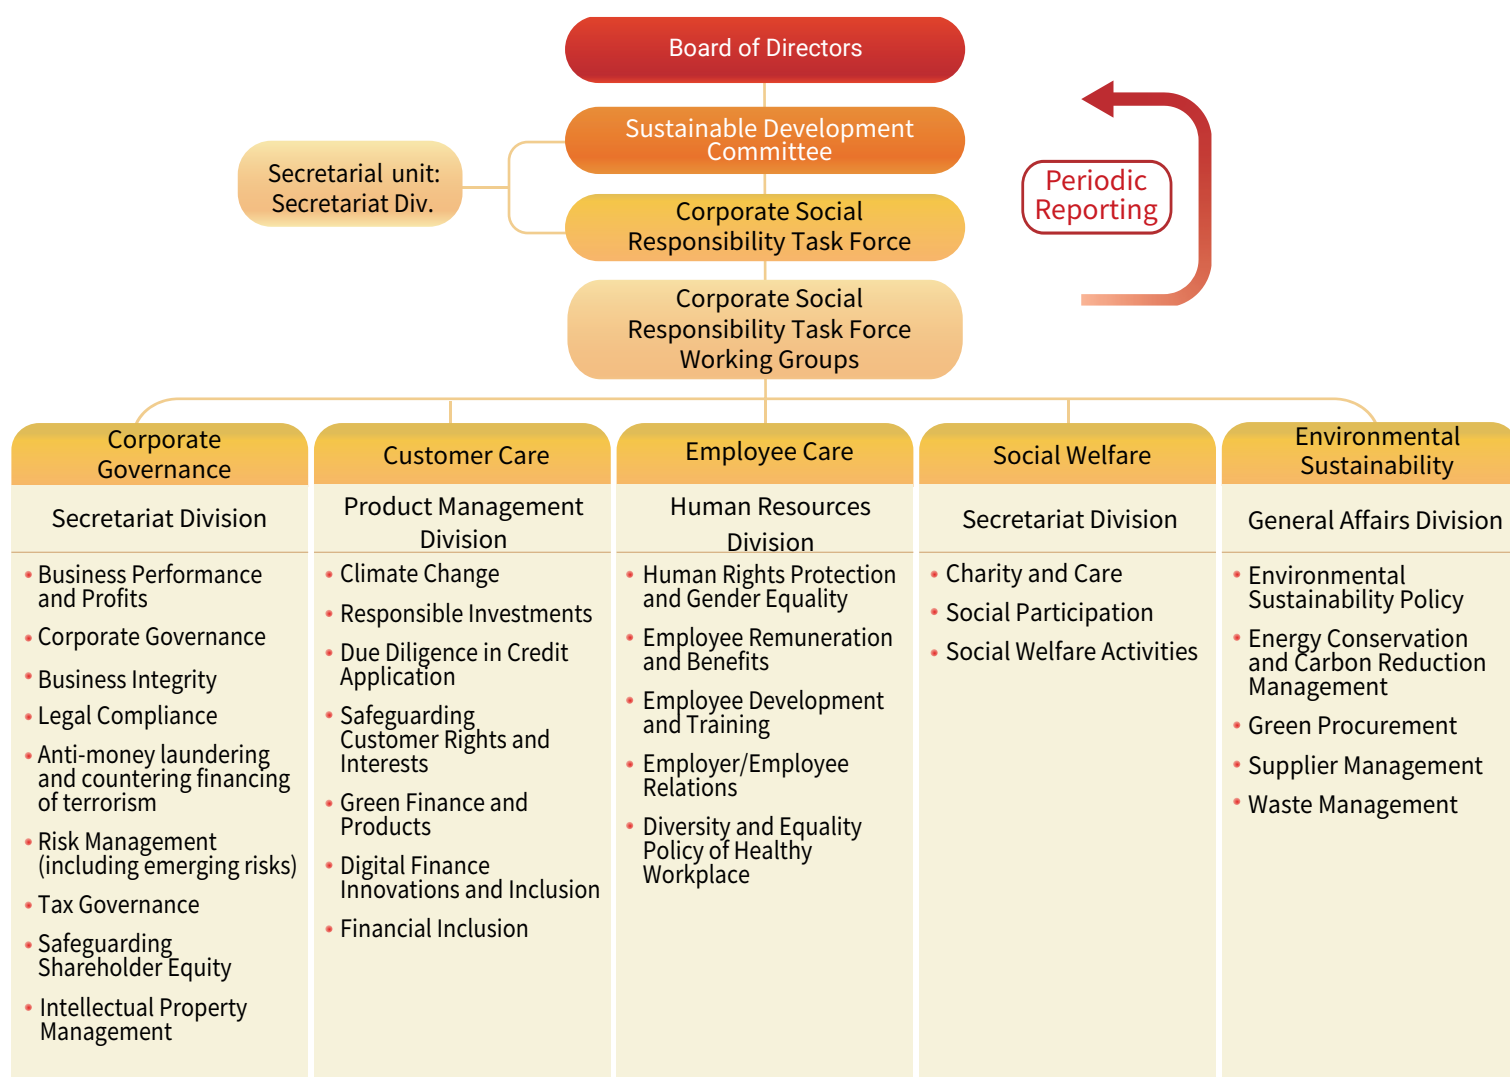 Board of Directors
Sustainable Development
Committee
Secretarial unit:
Secretariat Div.
Corporate Social
Responsibility Task Force
Periodic
Reporting
Corporate Social
Responsibility Task Force
Working Groups
Corporate
Governance
Secretariat Division
Business Performance
and Profits
Corporate Governance
Business Integrity
Legal Compliance
Anti-money laundering
and countering financing
of terrorism
Risk Management
(including emerging risks)
Tax Governance
Safeguarding
Shareholder Equity
Intellectual Property
Management
Customer Care
Product Management
Division
Climate Change
Responsible Investments
Due Diligence in Credit
Application
Safeguarding
Customer Rights and
Interests
Green Finance and
Products
Digital Finance
Innovations and Inclusion
Financial Inclusion
Employee Care
Human Resources
Division
Human Rights Protection
and Gender Equality
Employee Remuneration
and Benefits
Employee Development
and Training
Employer/Employee
Relations
Diversity and Equality
Policy of Healthy
Workplace
Social Welfare
Secretariat Division
Charity and Care
Social Participation
Social Welfare Activities
Environmental
Sustainability
General Affairs Division
Environmental
Sustainability Policy
Energy Conservation
and Carbon Reduction
Management
Green Procurement
Supplier Management
Waste Management